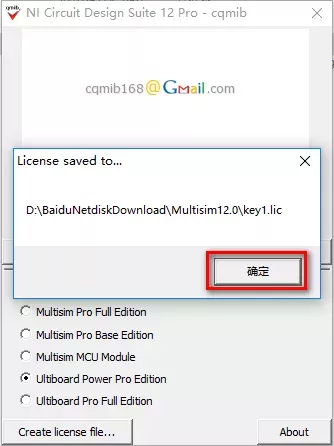 cqmib
NI Circuit Design Suite 12 Pro - cqmib
cqmib168@Gmail.com
License saved to...
D:\BaiduNetdiskDownload\Multisim12.0\key1.lic
确定
Multisim Pro Full Edition
Multisim Pro Base Edition
Multisim MCU Module
Ultiboard Power Pro Edition
Ultiboard Pro Full Edition
Create license file...
About